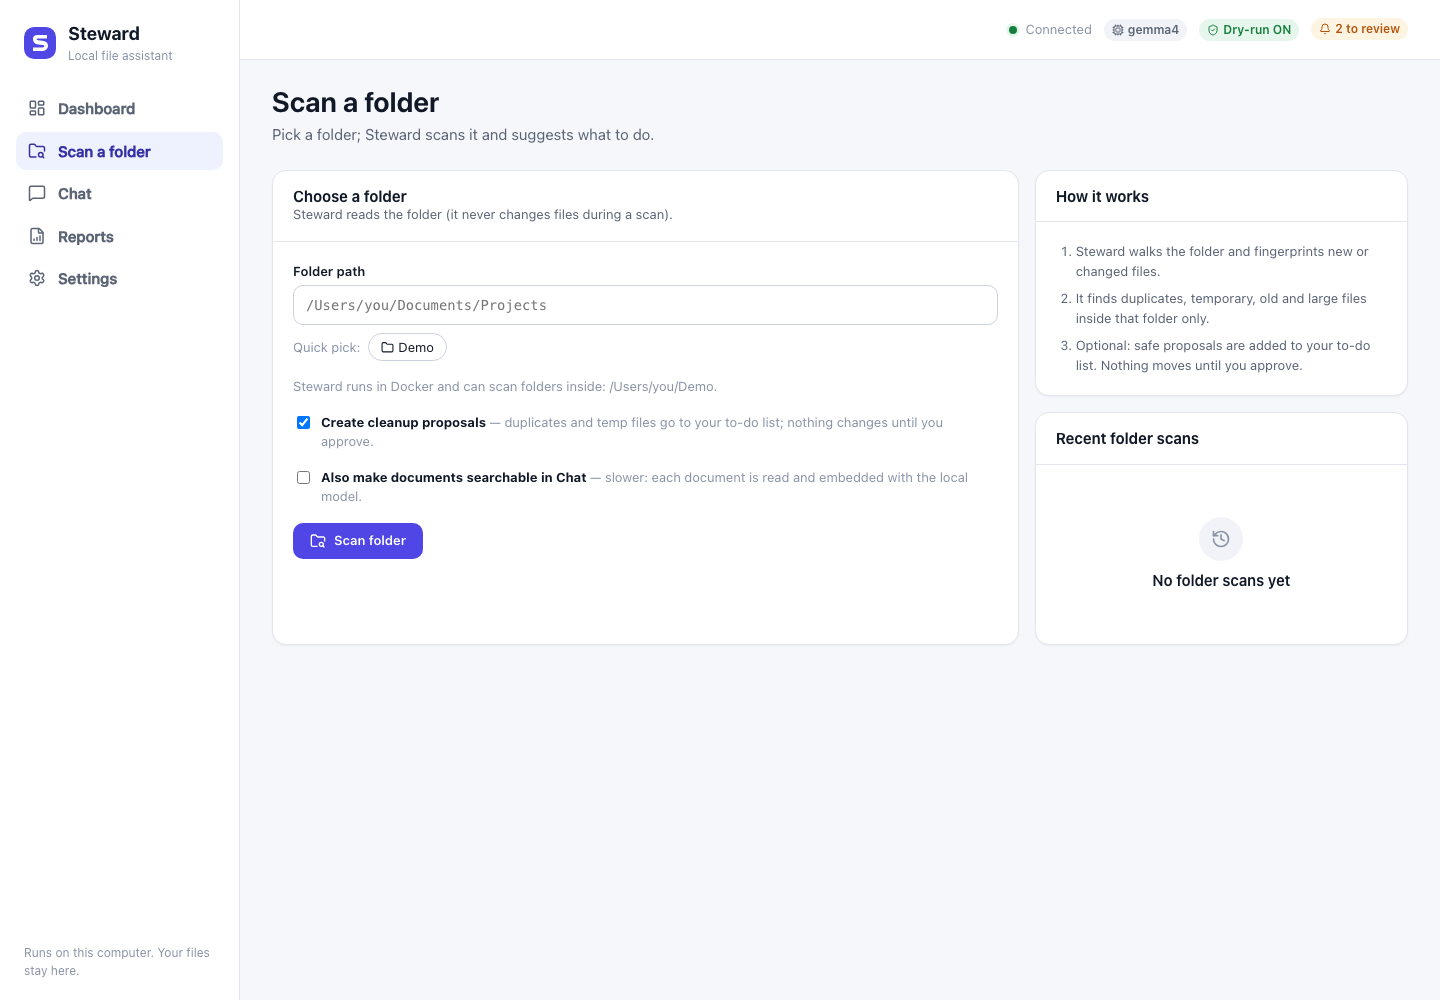 Steward
Local file assistant
Dashboard
Scan a folder
Chat
Reports
Settings
Runs on this computer. Your files
stay here.
Connected
gemma4
Dry-run ON
2 to review
Scan a folder
Pick a folder; Steward scans it and suggests what to do.
Choose a folder
Steward reads the folder (it never changes files during a scan).
Folder path
/Users/you/Documents/Projects
Quick pick:
Demo
Steward runs in Docker and can scan folders inside: /Users/you/Demo.
Create cleanup proposals — duplicates and temp files go to your to-do list; nothing changes until you
approve.
Also make documents searchable in Chat — slower: each document is read and embedded with the local
model.
Scan folder
How it works
1. Steward walks the folder and fingerprints new or
changed files.
2. It finds duplicates, temporary, old and large files
inside that folder only.
3. Optional: safe proposals are added to your to-do
list. Nothing moves until you approve.
Recent folder scans
No folder scans yet